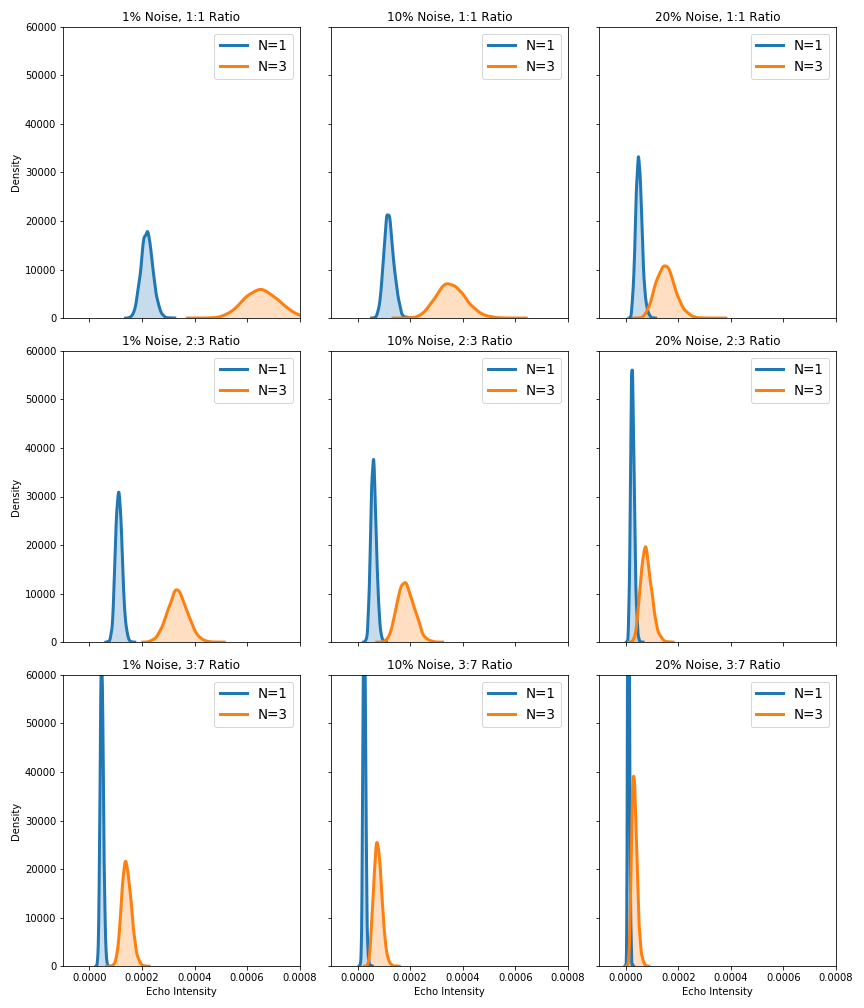 1% Noise, 1:1 Ratio
10% Noise, 1:1 Ratio
20% Noise, 1:1 Ratio
60000
50000
40000
30000
20000
10000
0
Density
N=1
N=3
N=1
N=3
N=1
N=3
1% Noise, 2:3 Ratio
10% Noise, 2:3 Ratio
20% Noise, 2:3 Ratio
60000
50000
40000
30000
20000
10000
0
Density
N=1
N=3
N=1
N=3
N=1
N=3
1% Noise, 3:7 Ratio
10% Noise, 3:7 Ratio
20% Noise, 3:7 Ratio
60000
50000
40000
30000
20000
10000
0
Density
N=1
N=3
N=1
N=3
N=1
N=3
0.0000 0.0002 0.0004 0.0006 0.0008
0.0000 0.0002 0.0004 0.0006 0.0008
0.0000 0.0002 0.0004 0.0006 0.0008
Echo Intensity
Echo Intensity
Echo Intensity